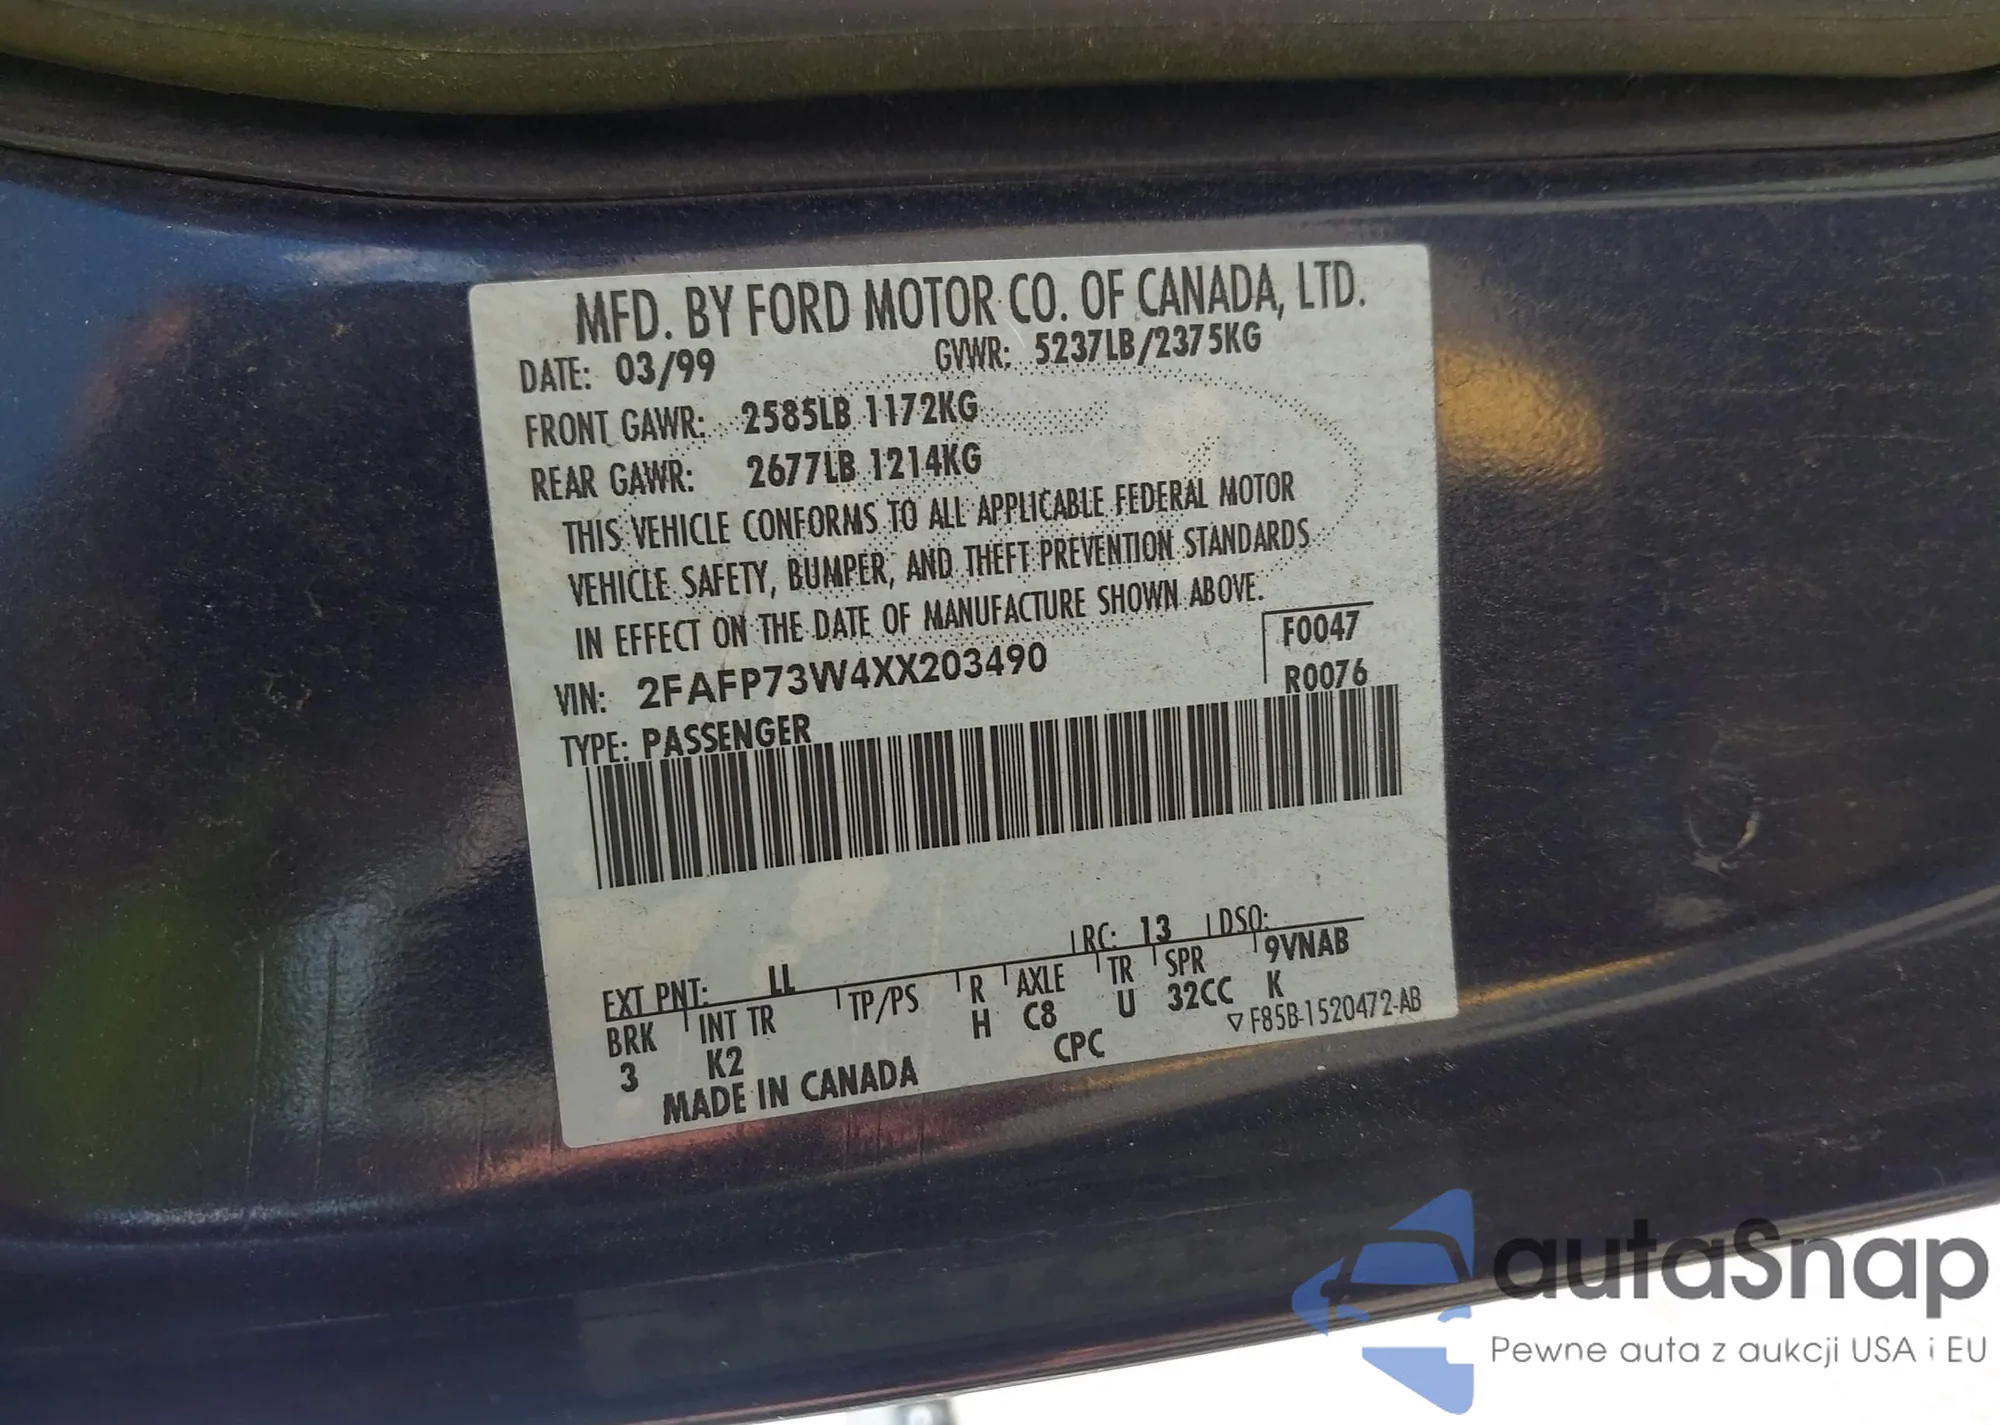 MFD. BY FORD MOTOR CO. OF CANADA, LTD.
DATE: 03/99 GVWR: 5237LB/2375KG
FRONT GAWR: 2585LB 1172KG
REAR GAWR: 2677LB 1214KG
THIS VEHICLE CONFORMS TO ALL APPLICABLE FEDERAL MOTOR
VEHICLE SAFETY, BUMPER, AND THEFT PREVENTION STANDARDS
IN EFFECT ON THE DATE OF MANUFACTURE SHOWN ABOVE.
VIN: 2FAFP73W4XX203490 F0047
TYPE: PASSENGER R0076
RC: 13 DSO:
EXT PNT: LL 9VNAB
BRK INT TR TP/PS R AXLE TR SPR K
3 K2 H C8 U 32CC
MADE IN CANADA CPC ▽F85B-1520472-AB
autaSnap
Pewne auta z aukcji USA i EU